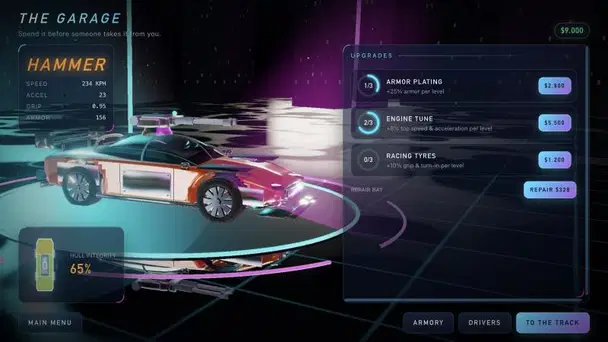 THE GARAGE
Spend it before someone takes it from you.
$9.000
HAMMER
SPEED 234 KPH
ACCEL 23
GRIP 0.95
ARMOR 156
UPGRADES
1/3 ARMOR PLATING $2.900
+25% armor per level
2/3 ENGINE TUNE $5.500
+8% top speed & acceleration per level
0/3 RACING TYRES $1.200
+10% grip & turn-in per level
REPAIR BAY REPAIR $328
HULL INTEGRITY
65%
MAIN MENU
ARMORY
DRIVERS
TO THE TRACK